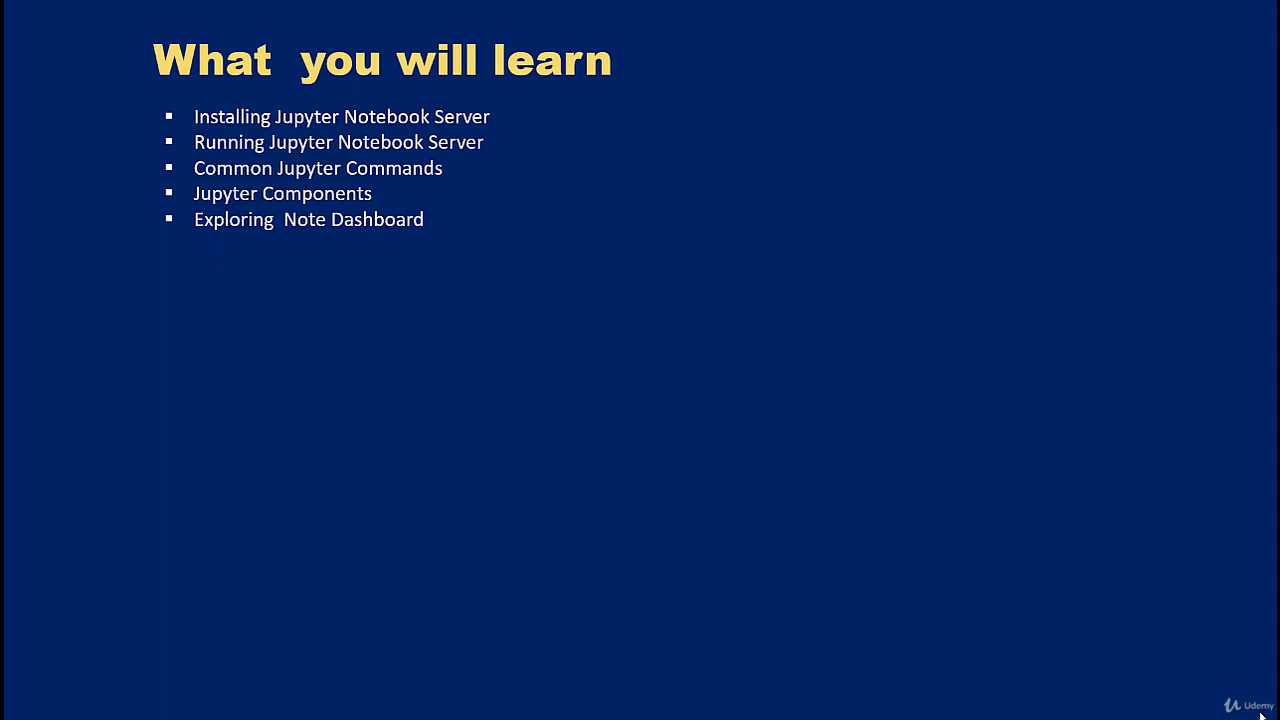 What  you will learn
▪ Installing Jupyter Notebook Server
▪ Running Jupyter Notebook Server
▪ Common Jupyter Commands
▪ Jupyter Components
▪ Exploring  Note Dashboard
Udemy